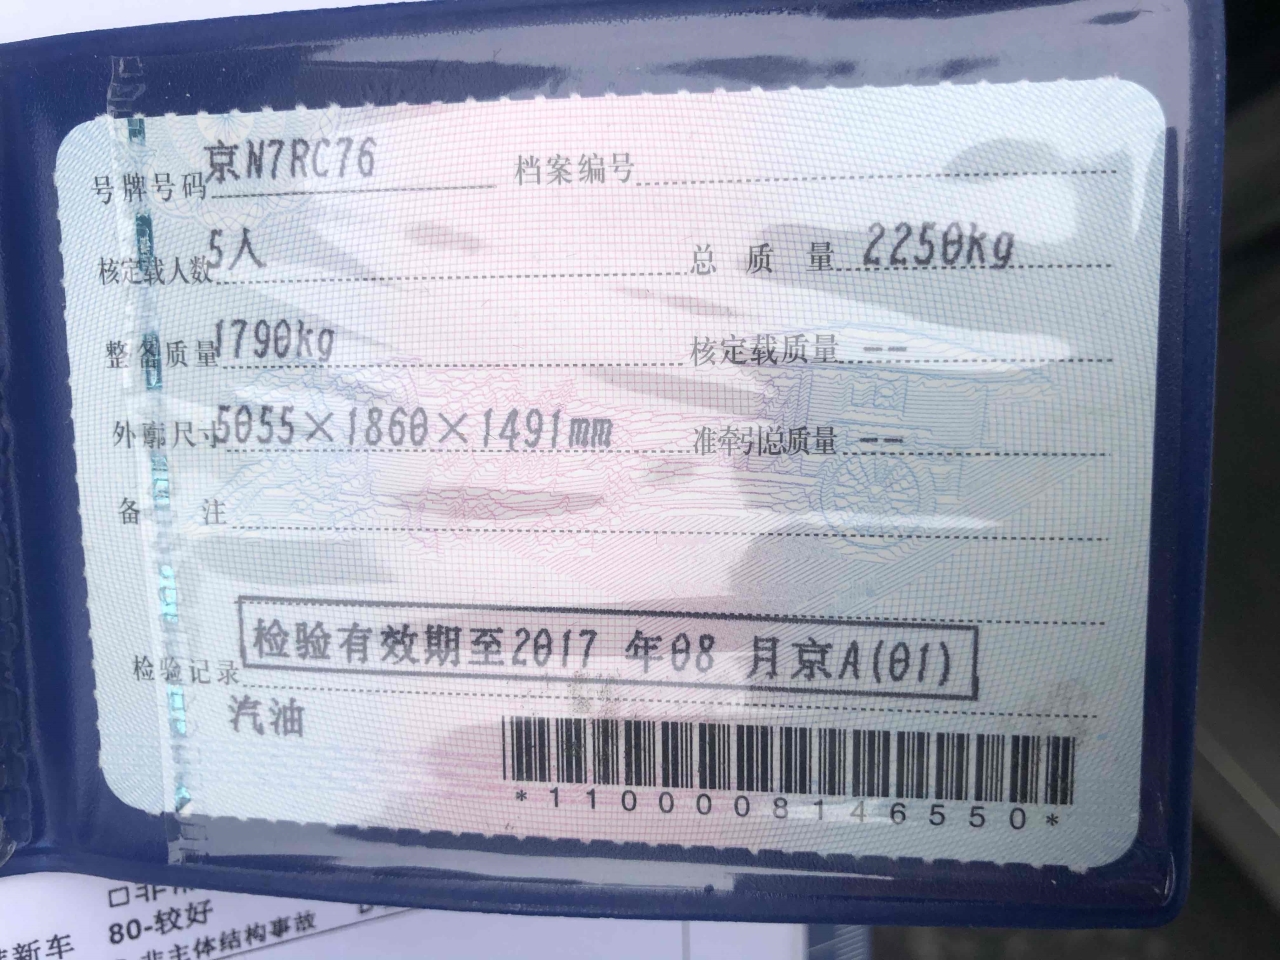 号牌号码 京N7RC76 档案编号
核定载人数 5人 总质量 2250kg
整备质量 1790kg 核定载质量 --
外廓尺寸 5055×1860×1491mm 准牵引总质量 --
备注
检验记录 检验有效期至2017 年08 月京A(01)
汽油
*1100008146550*
80-较好
新车
非主体结构事故